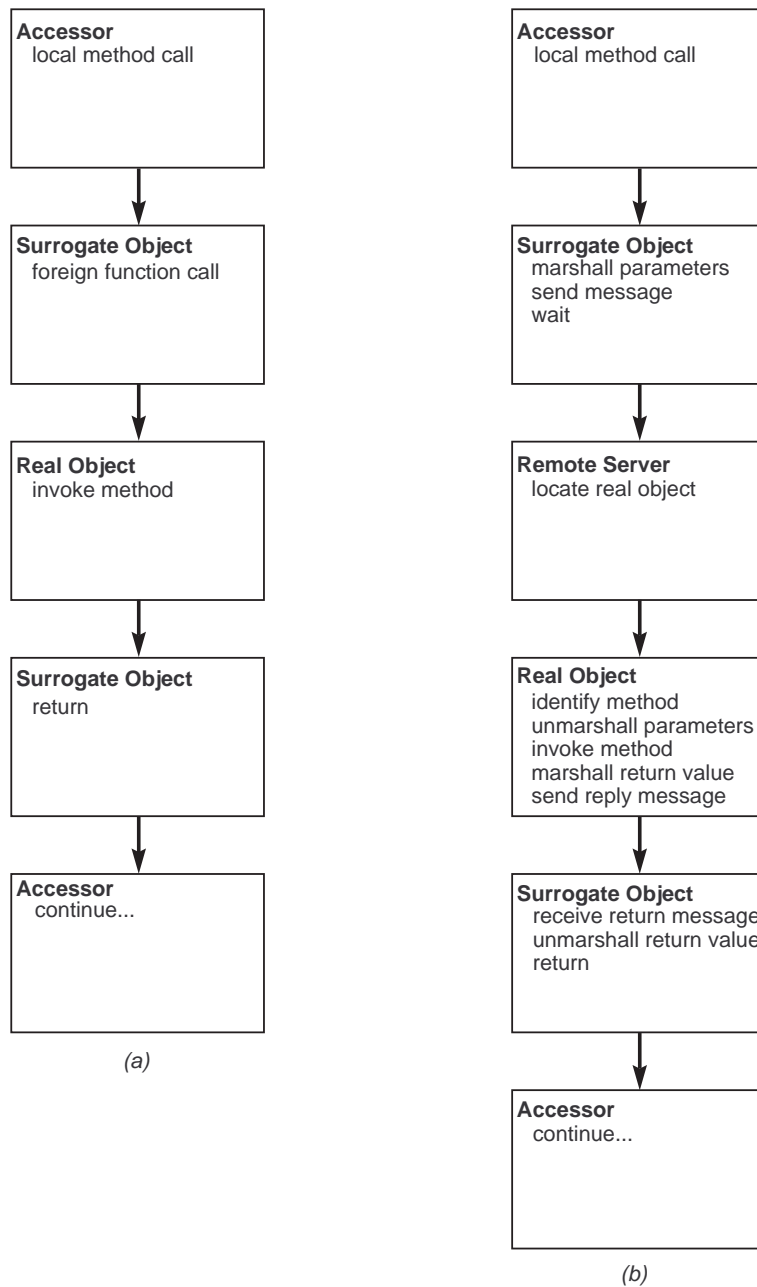 Accessor
local method call
Surrogate Object
foreign function call
Real Object
invoke method
Surrogate Object
return
Accessor
continue...
(a)
Accessor
local method call
Surrogate Object
marshall parameters
send message
wait
Remote Server
locate real object
Real Object
identify method
unmarshall parameters
invoke method
marshall return value
send reply message
Surrogate Object
receive return message
unmarshall return value
return
Accessor
continue...
(b)